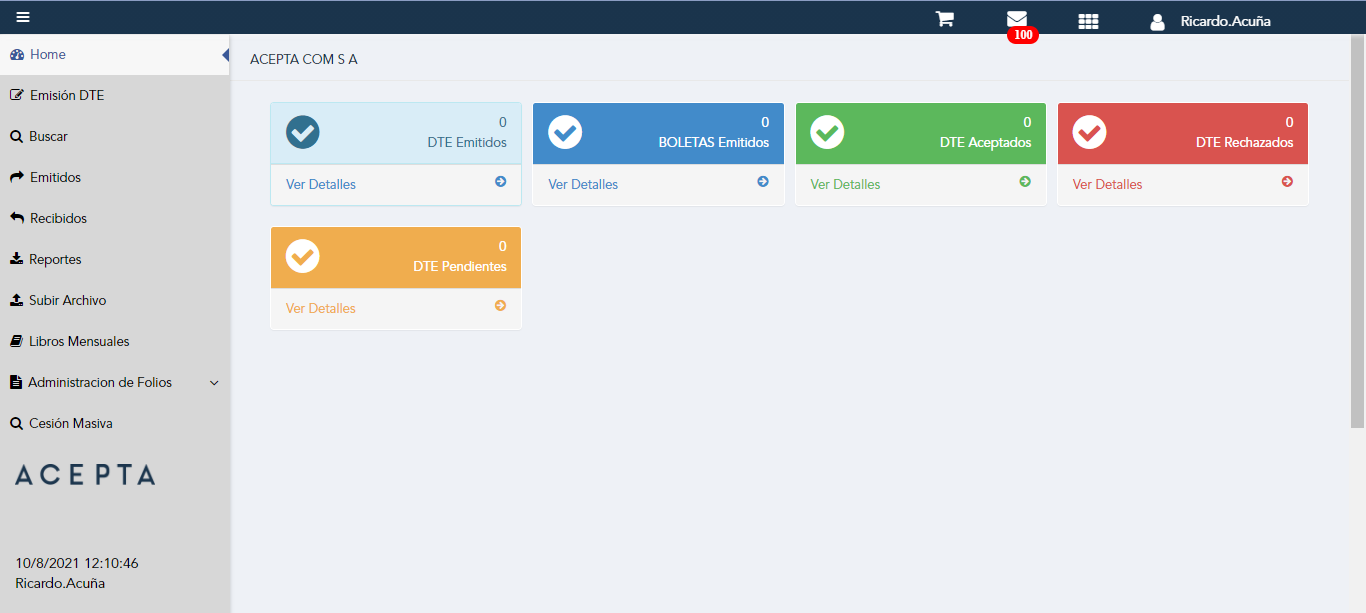 Ricardo.Acuña
100
Home
Emisión DTE
Buscar
Emitidos
Recibidos
Reportes
Subir Archivo
Libros Mensuales
Administracion de Folios
Cesión Masiva
ACEPTA
10/8/2021 12:10:46
Ricardo.Acuña
ACEPTA COM S A
0
DTE Emitidos
Ver Detalles
0
BOLETAS Emitidos
Ver Detalles
0
DTE Aceptados
Ver Detalles
0
DTE Rechazados
Ver Detalles
0
DTE Pendientes
Ver Detalles